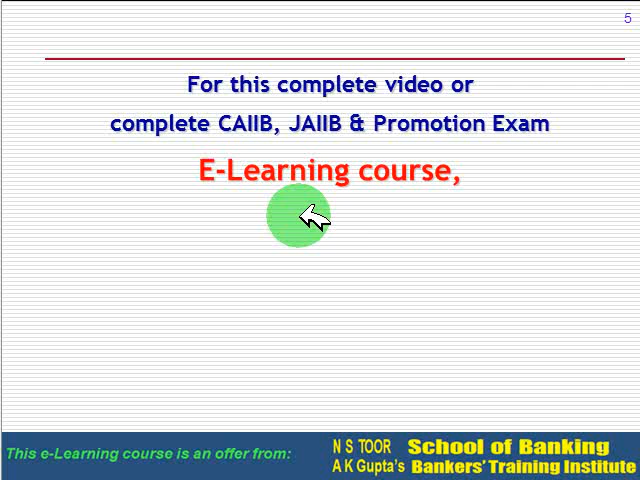 5
For this complete video or
complete CAIIB, JAIIB & Promotion Exam
E-Learning course,
This e-Learning course is an offer from:
N S TOOR School of Banking
A K Gupta's Bankers' Training Institute